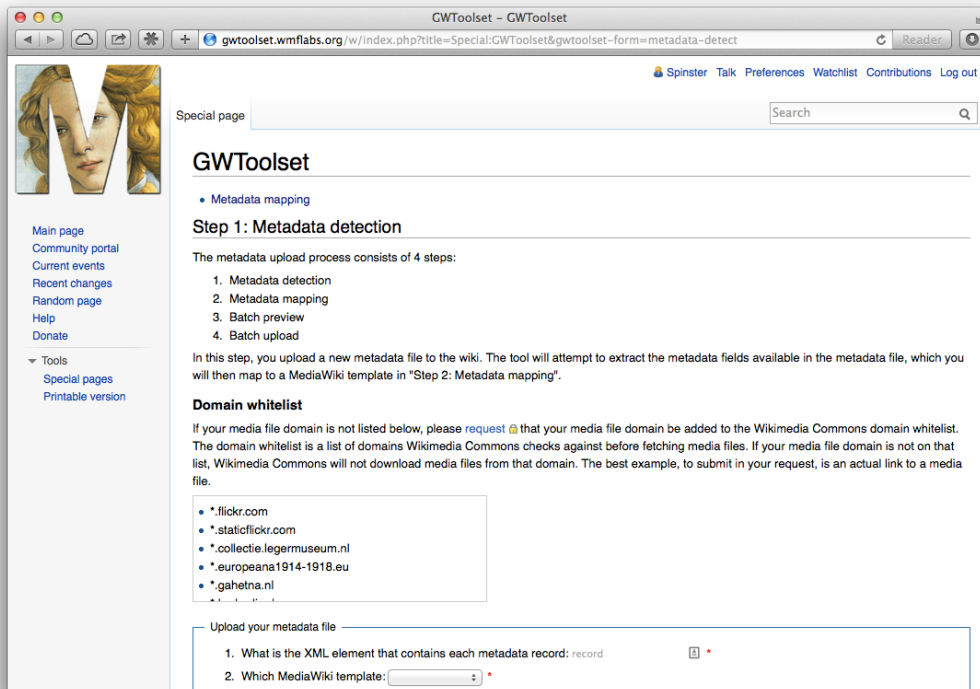 GWToolset – GWToolset
gwtoolset.wmflabs.org/w/index.php?title=Special:GWToolset&gwtoolset-form=metadata-detect
Reader
Spinster Talk Preferences Watchlist Contributions Log out
Special page
Search
GWToolset
Metadata mapping
Step 1: Metadata detection
Main page
Community portal
Current events
Recent changes
Random page
Help
Donate
Tools
Special pages
Printable version
The metadata upload process consists of 4 steps:
1. Metadata detection
2. Metadata mapping
3. Batch preview
4. Batch upload
In this step, you upload a new metadata file to the wiki. The tool will attempt to extract the metadata fields available in the metadata file, which you
will then map to a MediaWiki template in "Step 2: Metadata mapping".
Domain whitelist
If your media file domain is not listed below, please request that your media file domain be added to the Wikimedia Commons domain whitelist.
The domain whitelist is a list of domains Wikimedia Commons checks against before fetching media files. If your media file domain is not on that
list, Wikimedia Commons will not download media files from that domain. The best example, to submit in your request, is an actual link to a media
file.
*.flickr.com
*.staticflickr.com
*.collectie.legermuseum.nl
*.europeana1914-1918.eu
*.gahetna.nl
Upload your metadata file
1. What is the XML element that contains each metadata record: record *
2. Which MediaWiki template: *